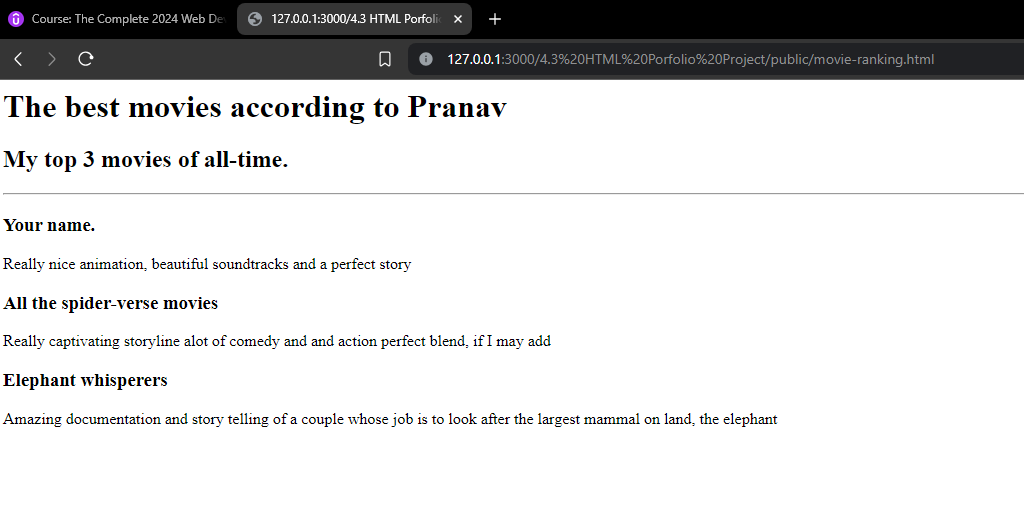 Course: The Complete 2024 Web De
127.0.0.1:3000/4.3 HTML Porfolio
127.0.0.1:3000/4.3%20HTML%20Porfolio%20Project/public/movie-ranking.html
The best movies according to Pranav
My top 3 movies of all-time.
Your name.
Really nice animation, beautiful soundtracks and a perfect story
All the spider-verse movies
Really captivating storyline alot of comedy and and action perfect blend, if I may add
Elephant whisperers
Amazing documentation and story telling of a couple whose job is to look after the largest mammal on land, the elephant